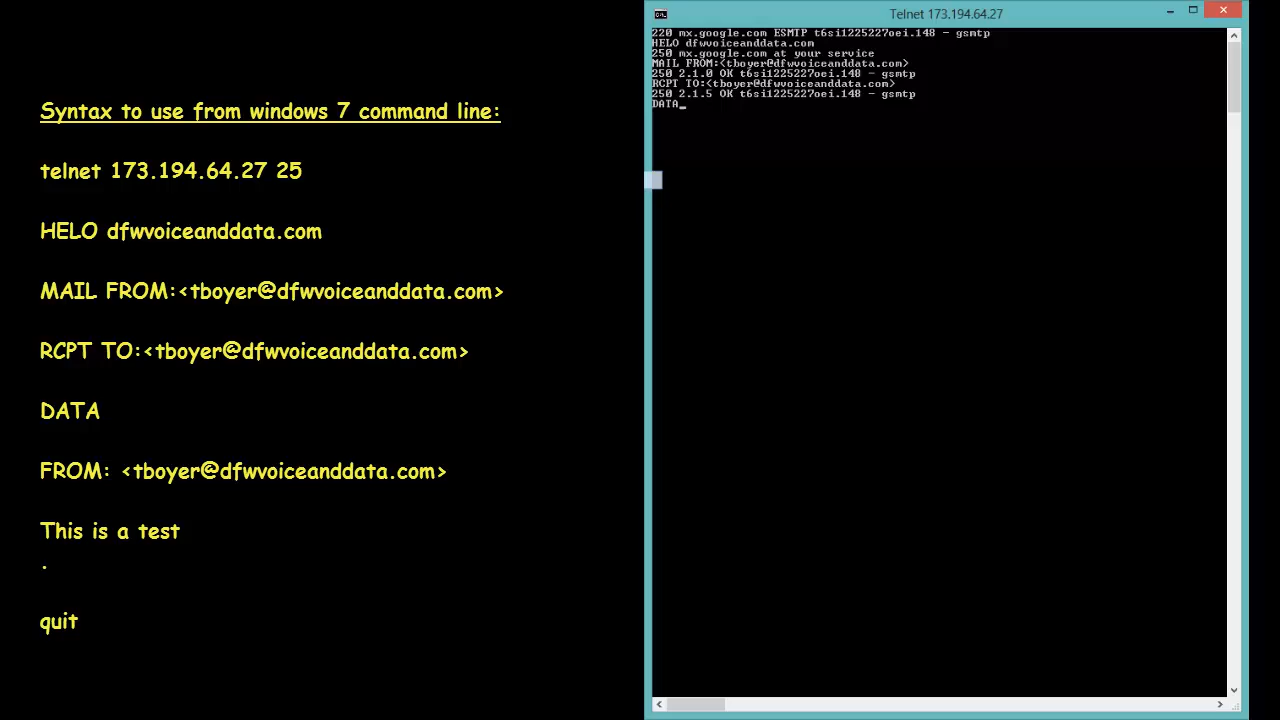 Syntax to use from windows 7 command line:
telnet 173.194.64.27 25
HELO dfwvoiceanddata.com
MAIL FROM:<tboyer@dfwvoiceanddata.com>
RCPT TO:<tboyer@dfwvoiceanddata.com>
DATA
FROM: <tboyer@dfwvoiceanddata.com>
This is a test
.
quit
Telnet 173.194.64.27
220 mx.google.com ESMTP t6si1225227oei.148 - gsmtp
HELO dfwvoiceanddata.com
250 mx.google.com at your service
MAIL FROM:<tboyer@dfwvoiceanddata.com>
250 2.1.0 OK t6si1225227oei.148 - gsmtp
RCPT TO:<tboyer@dfwvoiceanddata.com>
250 2.1.5 OK t6si1225227oei.148 - gsmtp
DATA_